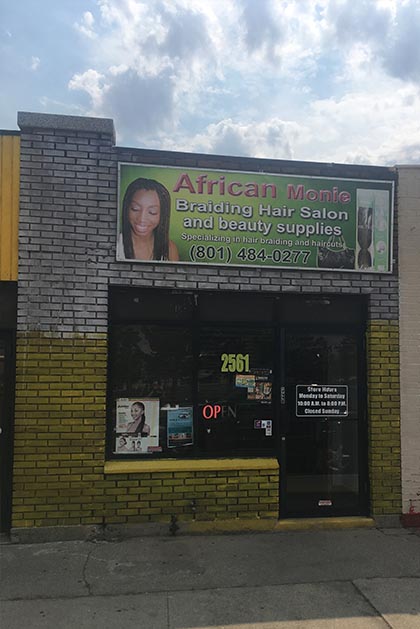 African Monie
Braiding Hair Salon
and beauty supplies
Specializing in hair braiding and haircuts
(801) 484-0277
2561
OPEN
Store Hours
Monday to Saturday
10:00 A.M. to 8:00 P.M.
Closed Sunday